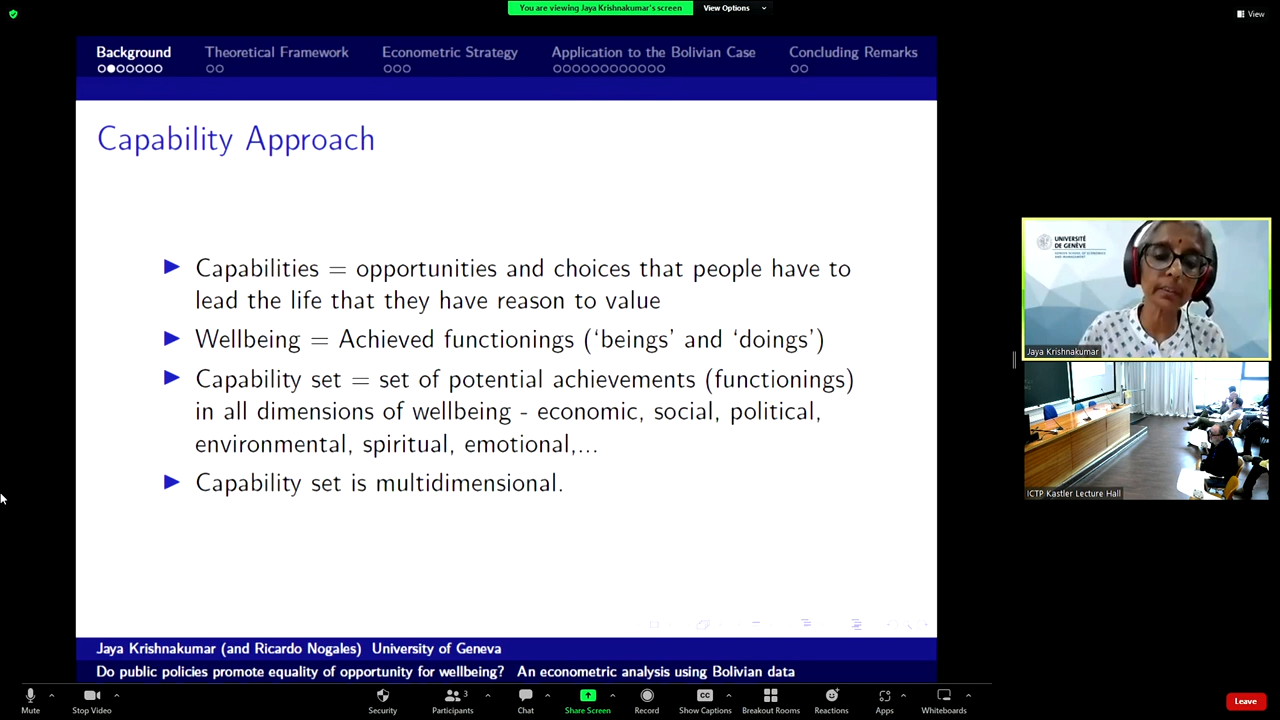 You are viewing Jaya Krishnakumar's screen
View Options
View
Background
Theoretical Framework
Econometric Strategy
Application to the Bolivian Case
Concluding Remarks
Capability Approach
Capabilities = opportunities and choices that people have to
lead the life that they have reason to value
Wellbeing = Achieved functionings (‘beings’ and ‘doings’)
Capability set = set of potential achievements (functionings)
in all dimensions of wellbeing - economic, social, political,
environmental, spiritual, emotional,...
Capability set is multidimensional.
Jaya Krishnakumar (and Ricardo Nogales) University of Geneva
Do public policies promote equality of opportunity for wellbeing? An econometric analysis using Bolivian data
UNIVERSITÉ
DE GENÈVE
Jaya Krishnakumar
ICTP Kastler Lecture Hall
Mute
Stop Video
Security
Participants
3
Chat
Share Screen
Record
CC
Show Captions
Breakout Rooms
Reactions
Apps
Whiteboards
Leave